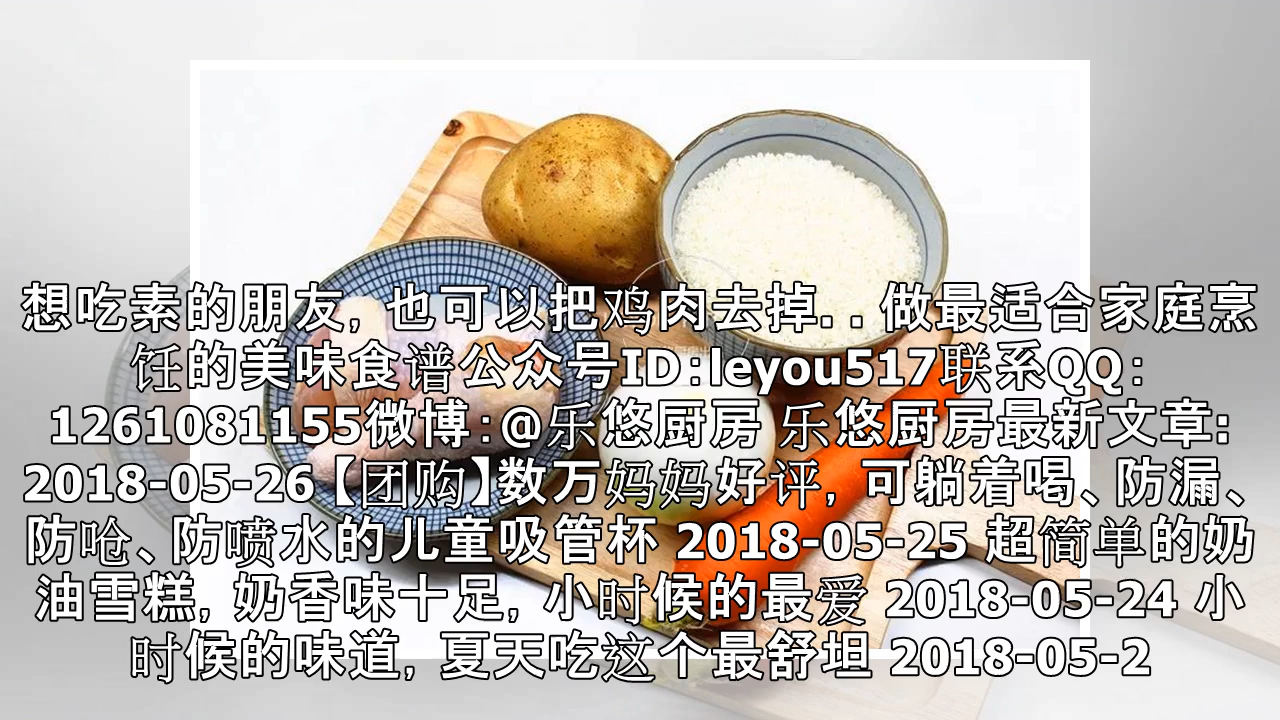 想吃素的朋友, 也可以把鸡肉去掉. . 做最适合家庭烹
饪的美味食谱公众号ID:leyou517联系QQ:
1261081155微博:@乐悠厨房 乐悠厨房最新文章:
2018-05-26【团购】数万妈妈好评, 可躺着喝、防漏、
防呛、防喷水的儿童吸管杯 2018-05-25 超简单的奶
油雪糕, 奶香味十足, 小时候的最爱 2018-05-24 小
时候的味道, 夏天吃这个最舒坦 2018-05-2